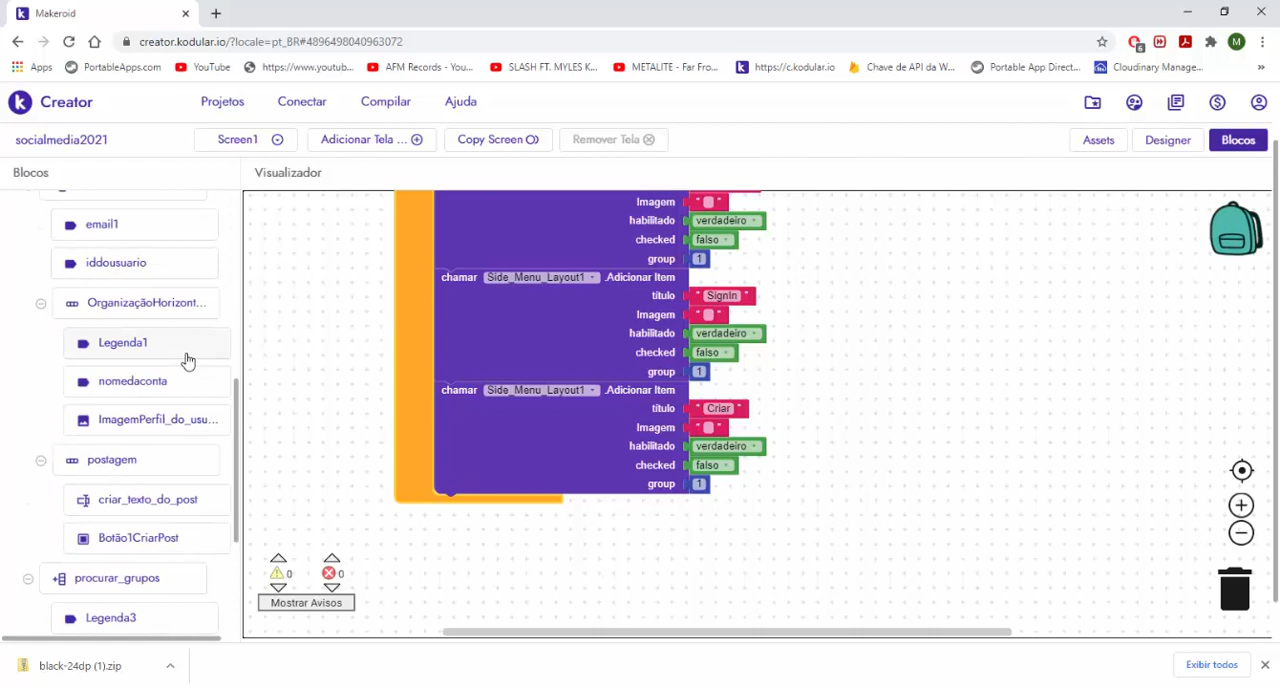 Makeroid
creator.kodular.io/?locale=pt_BR#4896498040963072
6
M
Apps
PortableApps.com
YouTube
https://www.youtub...
AFM Records - You...
SLASH FT. MYLES K...
METALITE - Far Fro...
https://c.kodular.io
Chave de API da W...
Portable App Direct...
Cloudinary Manage...
»
Creator
Projetos
Conectar
Compilar
Ajuda
socialmedia2021
Screen1
Adicionar Tela ...
Copy Screen
Remover Tela
Assets
Designer
Blocos
Blocos
Visualizador
email1
iddousuario
OrganizaçãoHorizont...
Legenda1
nomedaconta
ImagemPerfil_do_usu...
postagem
criar_texto_do_post
Botão1CriarPost
procurar_grupos
Legenda3
Imagem " "
habilitado verdadeiro
checked falso
group 1
chamar Side_Menu_Layout1 .Adicionar Item
título " SignIn "
Imagem " "
habilitado verdadeiro
checked falso
group 1
chamar Side_Menu_Layout1 .Adicionar Item
título " Criar "
Imagem " "
habilitado verdadeiro
checked falso
group 1
0
0
Mostrar Avisos
black-24dp (1).zip
Exibir todos